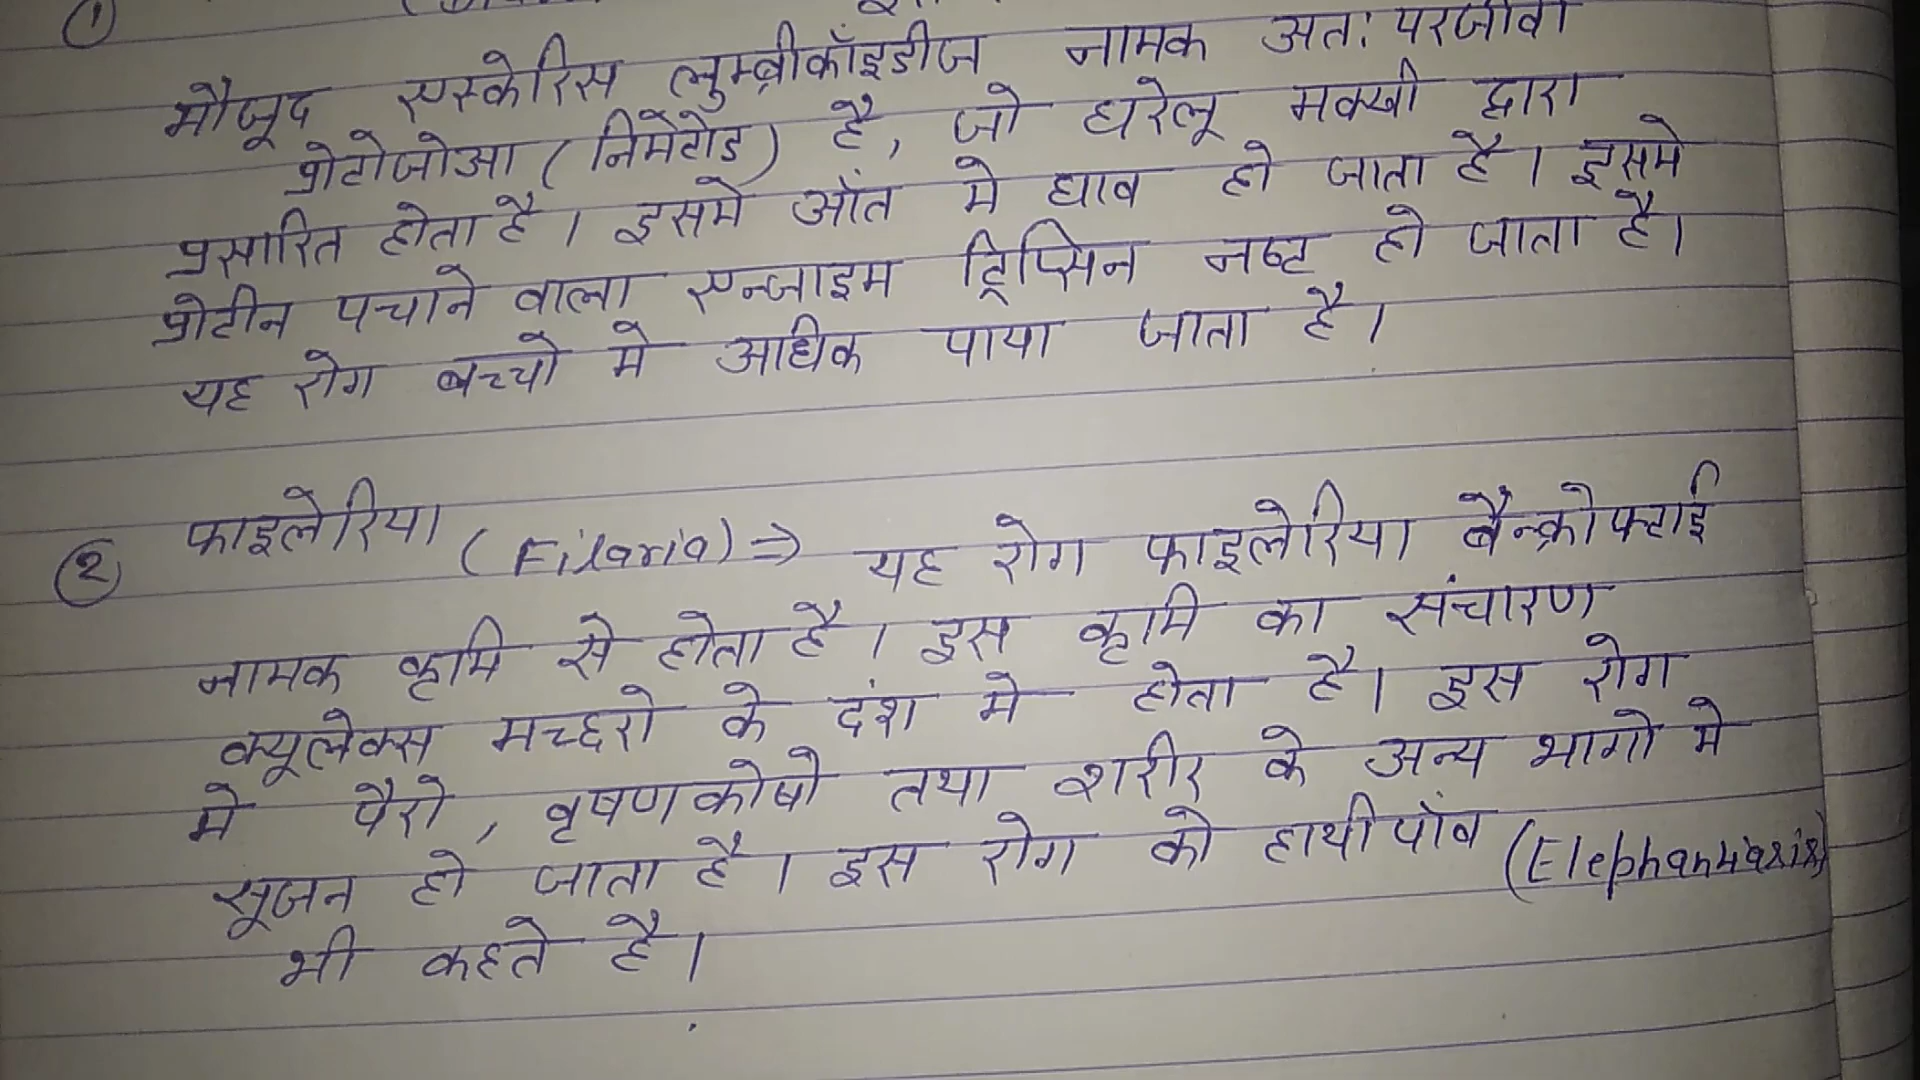 ①
मौजूद एस्केरिस लुम्ब्रीकॉइडीज नामक अतः परजीवी
प्रोटोजोआ (निमेटोड) है, जो घरेलू मक्खी द्वारा
प्रसारित होता है। इसमे आँत मे घाव हो जाता है। इसमे
प्रोटीन पचाने वाला एन्जाइम ट्रिप्सिन नष्ट हो जाता है।
यह रोग बच्चो मे अधिक पाया जाता है।
② फाइलेरिया (Filaria) ⇒ यह रोग फाइलेरिया बैन्क्रोफ्टाई
नामक कृमि से होता है। इस कृमि का संचारण
क्यूलेक्स मच्छरो के दंश मे होता है। इस रोग
मे पैरो, वृषणकोषो तथा शरीर के अन्य भागो मे
सूजन हो जाता है। इस रोग को हाथीपाँव (Elephantiasis)
भी कहते है।